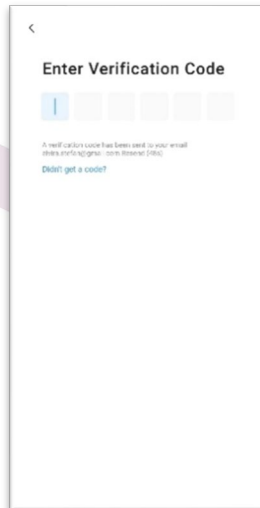 Enter Verification Code
A verification code has been sent to your email
Resend
Didn't get a code?